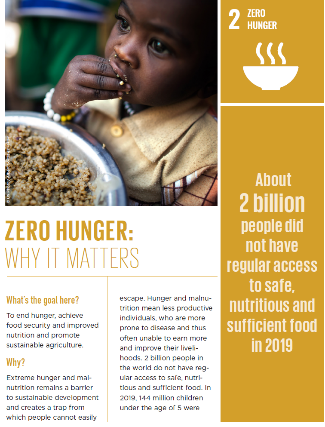 2 ZERO
HUNGER
ZERO HUNGER:
WHY IT MATTERS
What's the goal here?
To end hunger, achieve
food security and improved
nutrition and promote
sustainable agriculture.
Why?
Extreme hunger and mal-
nutrition remains a barrier
to sustainable development
and creates a trap from
which people cannot easily
escape. Hunger and malnu-
trition mean less productive
individuals, who are more
prone to disease and thus
often unable to earn more
and improve their liveli-
hoods. 2 billion people in
the world do not have reg-
ular access to safe, nutri-
tious and sufficient food. In
2019, 144 million children
under the age of 5 were
About
2 billion
people did
not have
regular access
to safe,
nutritious and
sufficient food
in 2019